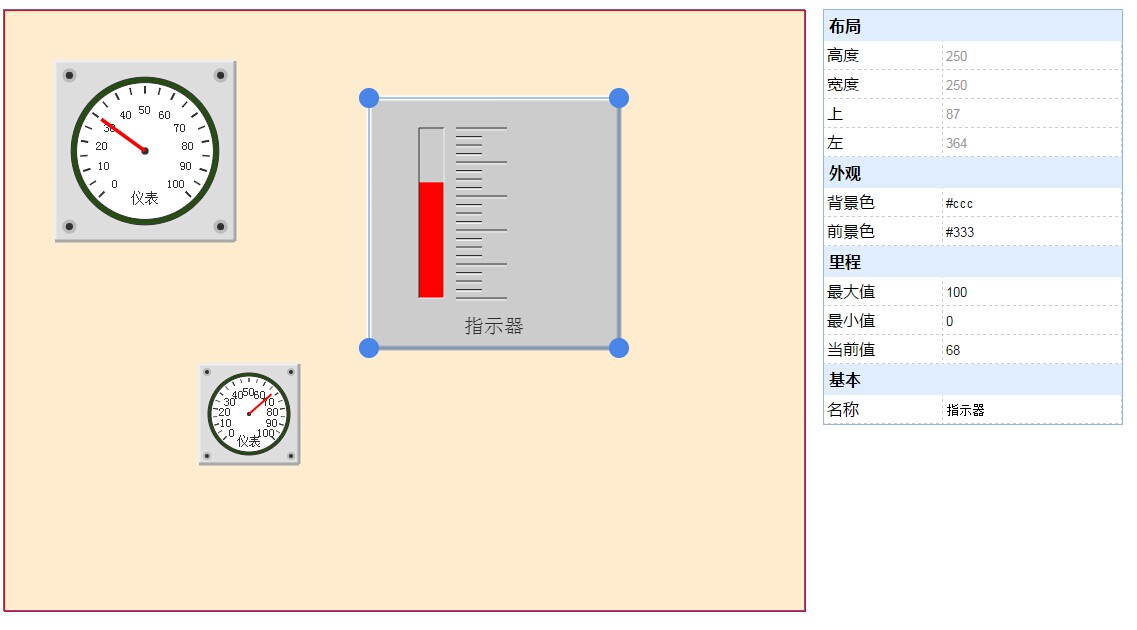 50
40
60
30
70
20
80
10
90
0
100
仪表
指示器
50
40
60
30
70
20
80
10
90
0
100
仪表
布局
高度 250
宽度 250
上 87
左 364
外观
背景色 #ccc
前景色 #333
里程
最大值 100
最小值 0
当前值 68
基本
名称 指示器